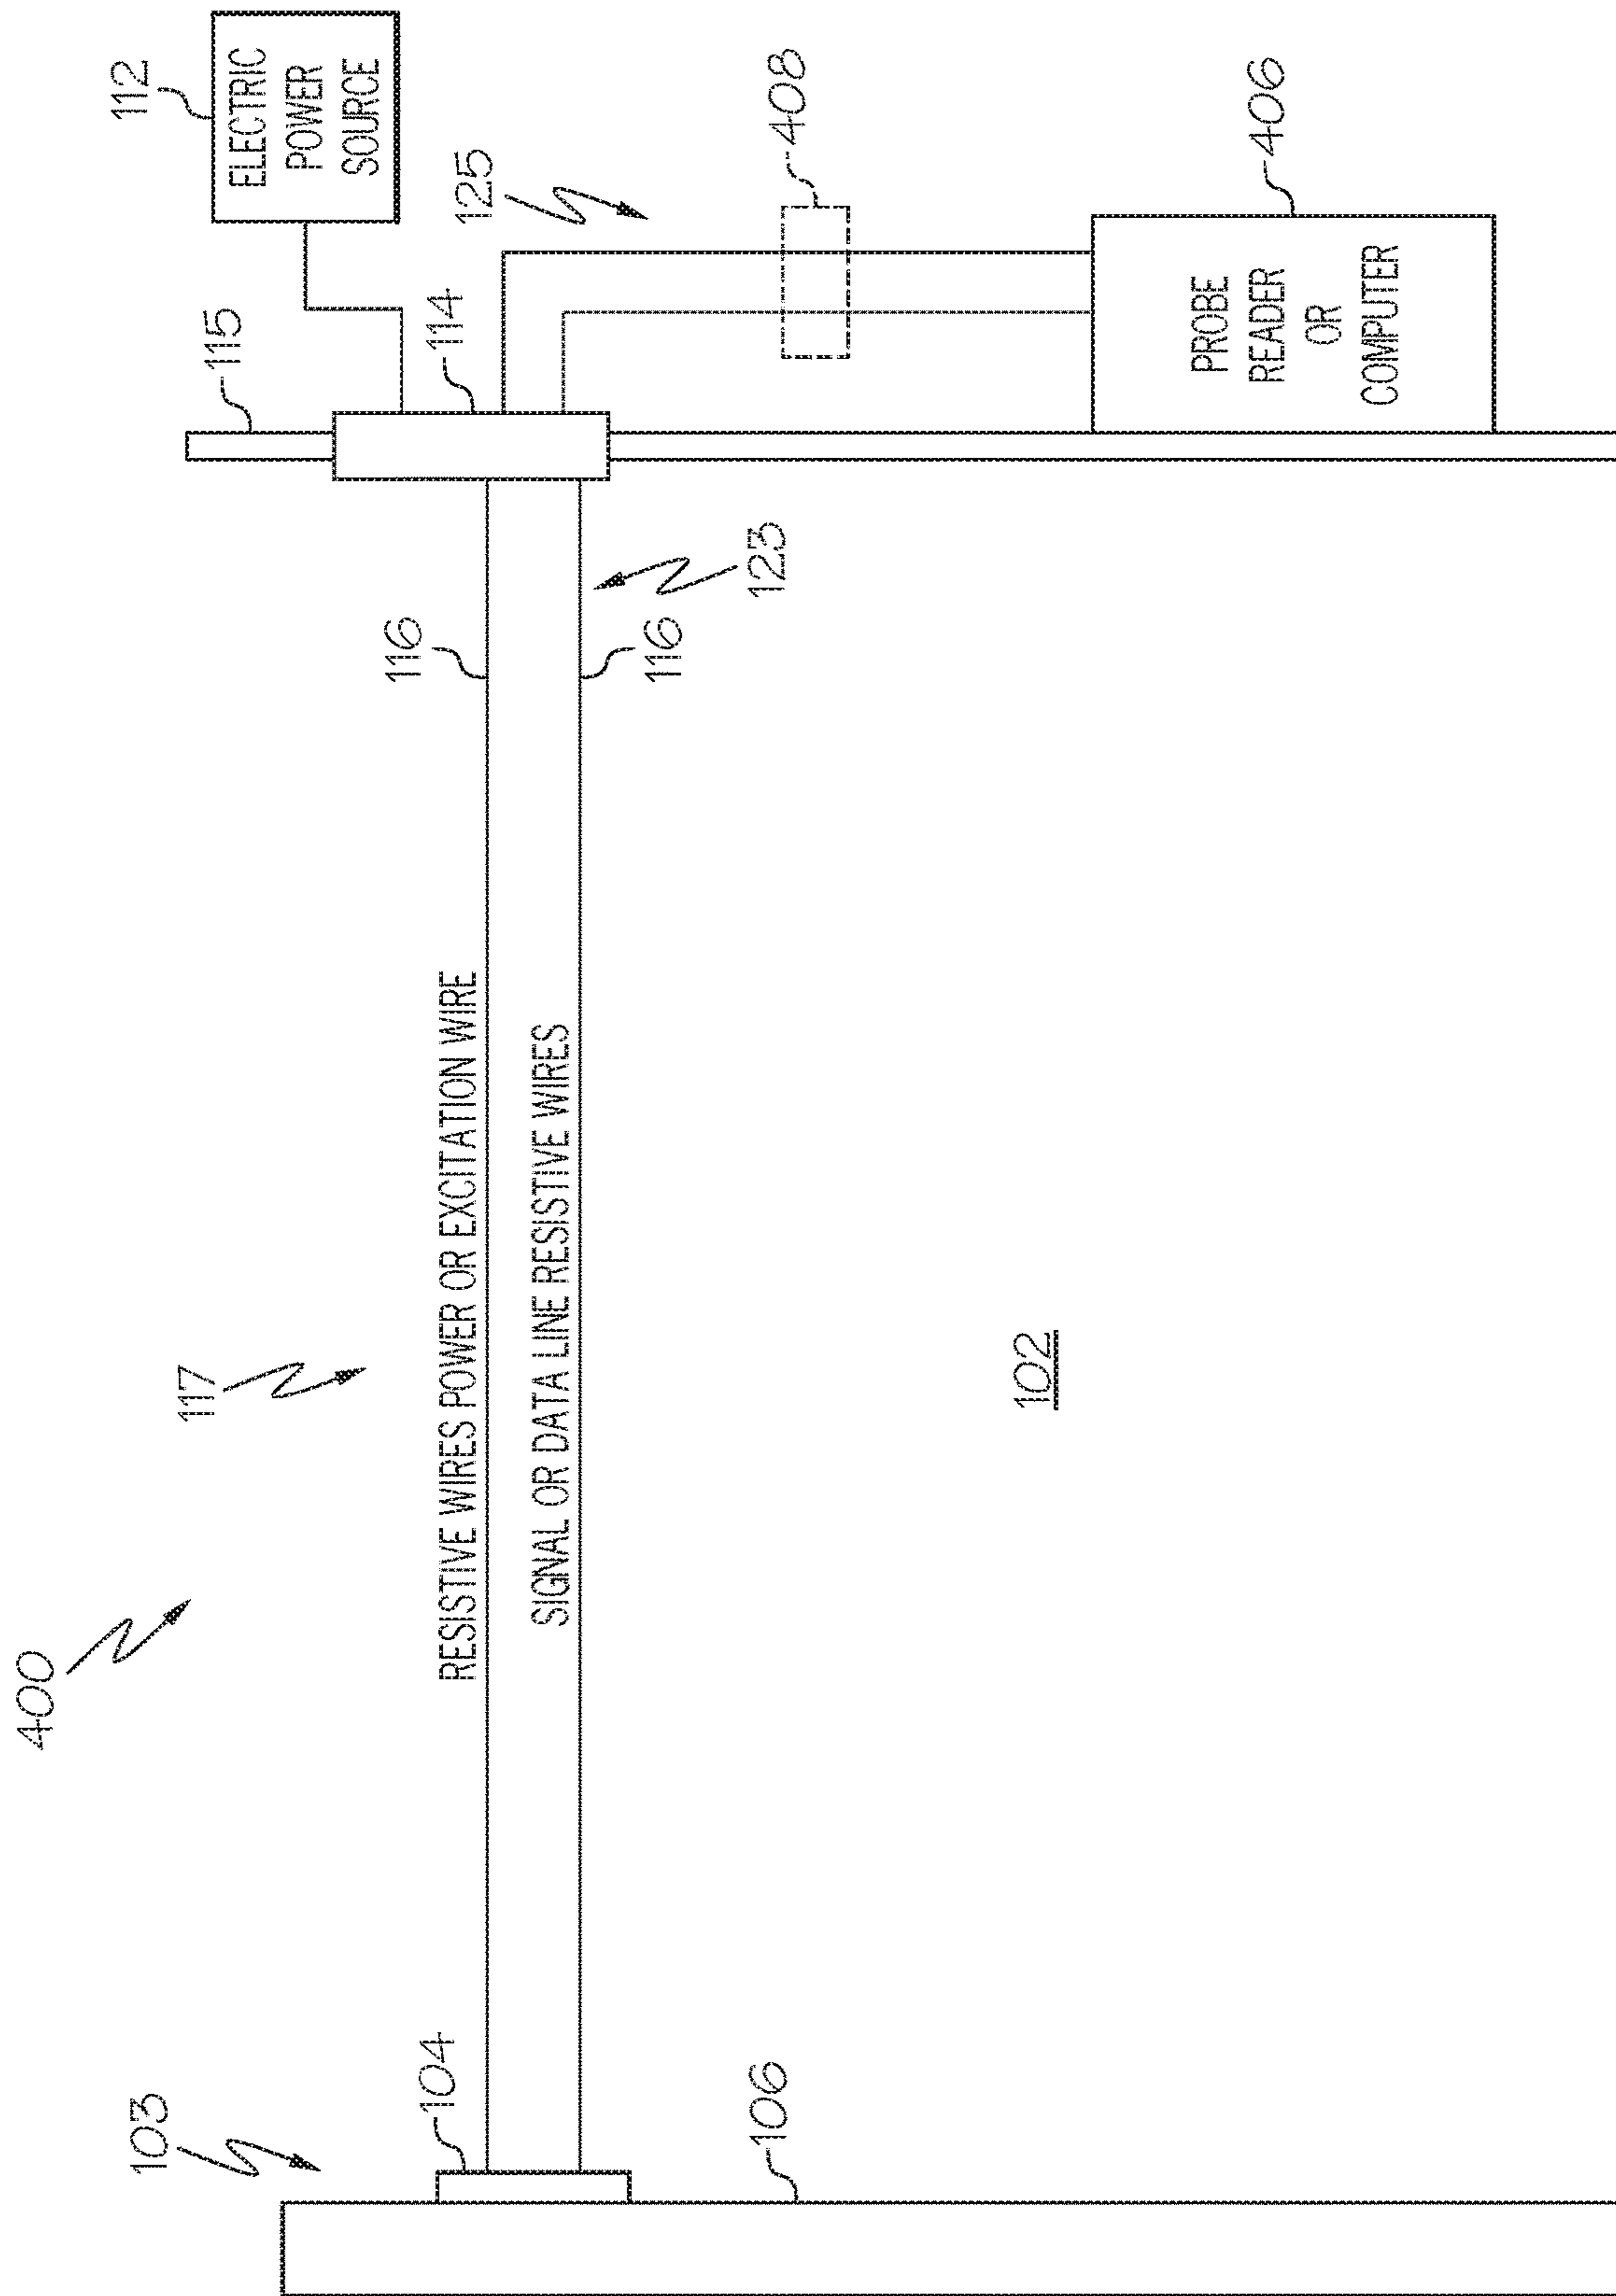 400
112
103
117
115
ELECTRIC
POWER
SOURCE
116
104
114
RESISTIVE WIRES POWER OR EXCITATION WIRE
125
SIGNAL OR DATA LINE RESISTIVE WIRES
116
106
123
408
102
PROBE
READER
OR
COMPUTER
406